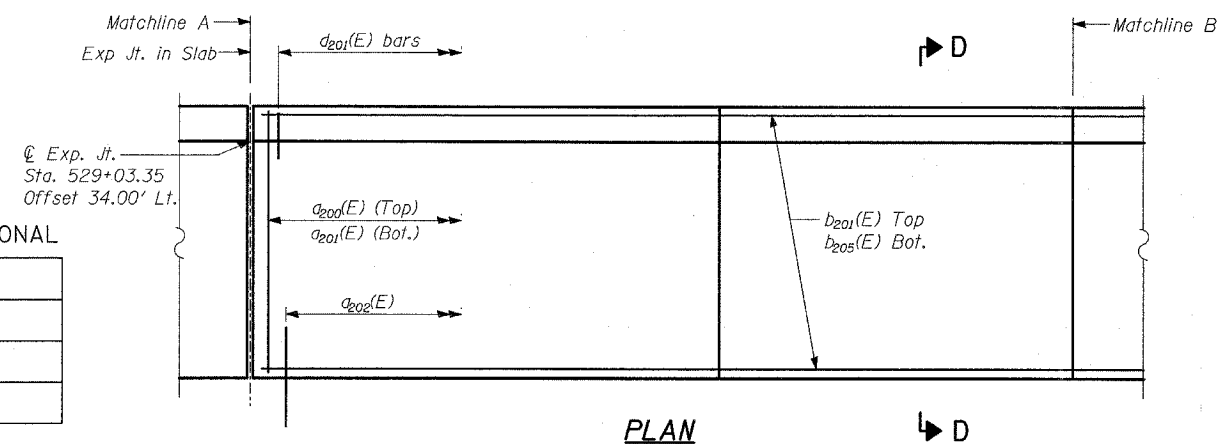 Matchline A
Exp Jt. in Slab
d201(E) bars
D
Matchline B
℄ Exp. Jt.
Sta. 529+03.35
Offset 34.00' Lt.
ONAL
a200(E) (Top)
a201(E) (Bot.)
b201(E) Top
b205(E) Bot.
a202(E)
PLAN
D